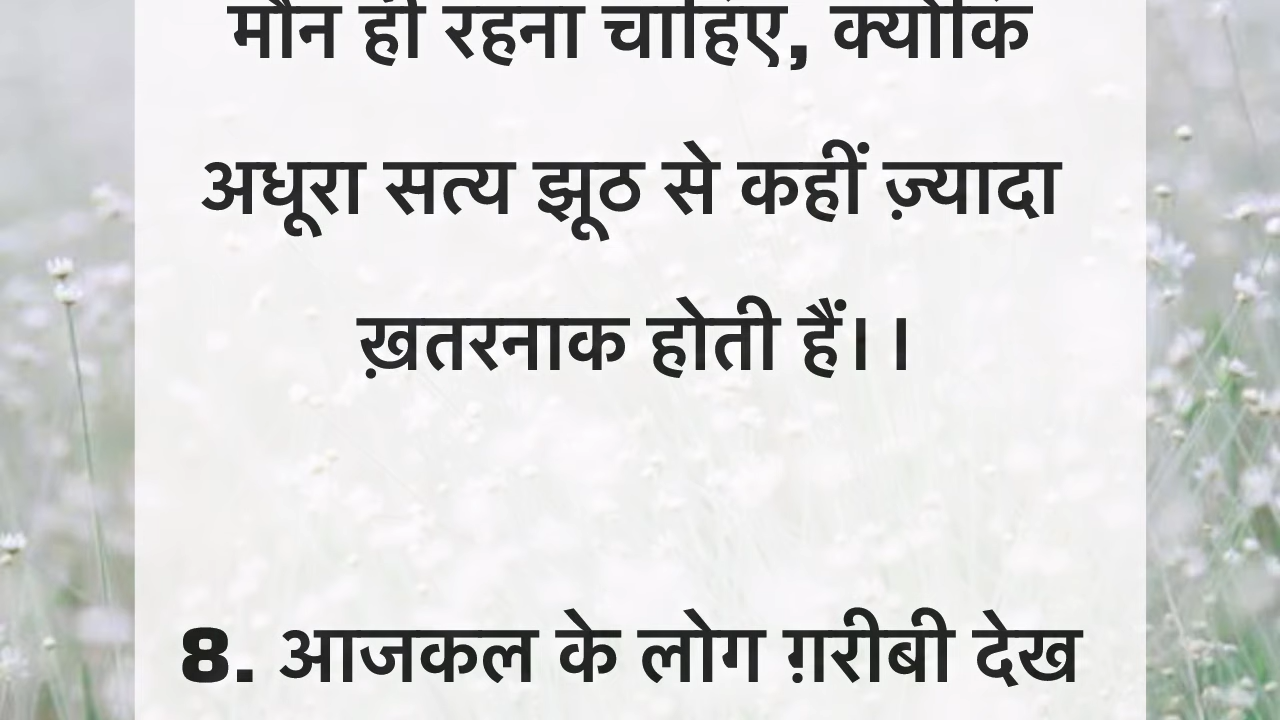 मौन ही रहना चाहिए, क्योंकि
अधूरा सत्य झूठ से कहीं ज़्यादा
ख़तरनाक होती हैं। ।
8. आजकल के लोग ग़रीबी देख